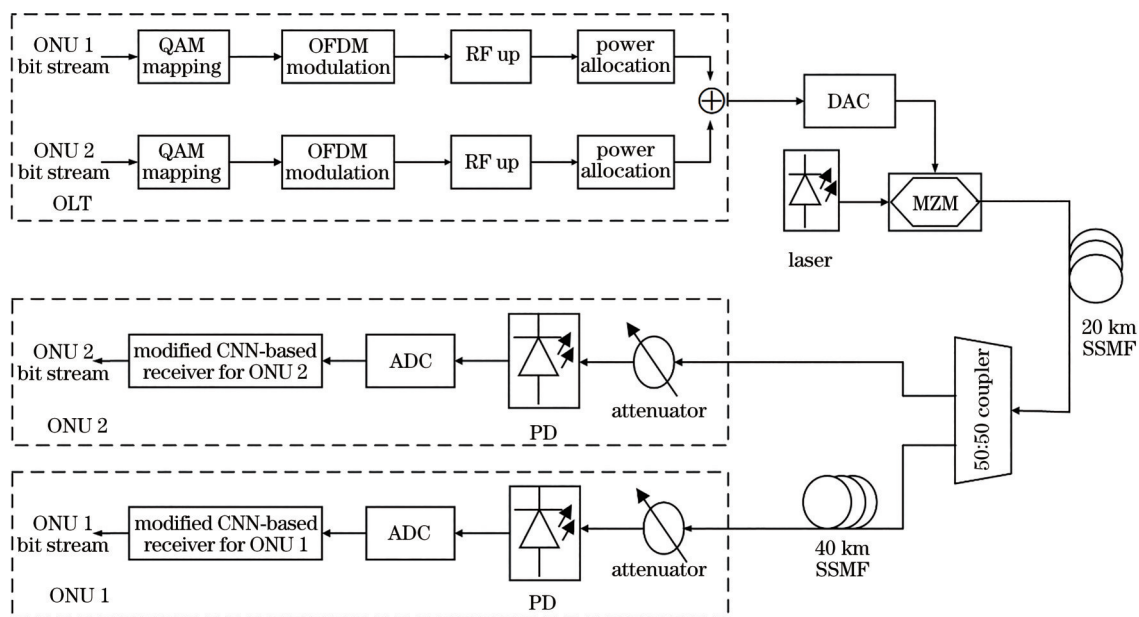 ONU 1
bit stream
QAM
mapping
OFDM
modulation
RF up
power
allocation
ONU 2
bit stream
QAM
mapping
OFDM
modulation
RF up
power
allocation
OLT
DAC
MZM
laser
20 km
SSMF
50:50 coupler
ONU 2
bit stream
modified CNN-based
receiver for ONU 2
ADC
PD
attenuator
ONU 2
ONU 1
bit stream
modified CNN-based
receiver for ONU 1
ADC
PD
attenuator
40 km
SSMF
ONU 1